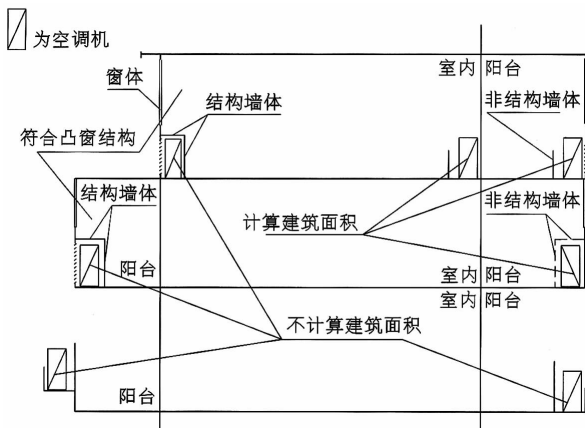 为空调机
窗体
室内 阳台
结构墙体
非结构墙体
符合凸窗结构
结构墙体
计算建筑面积
非结构墙体
阳台
室内 阳台
室内 阳台
不计算建筑面积
阳台